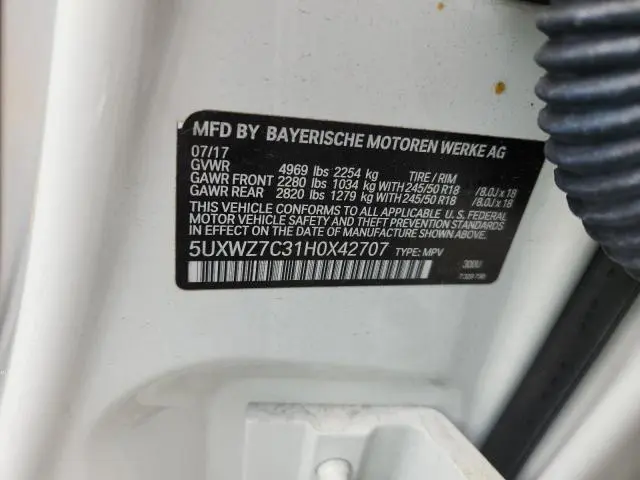 MFD BY BAYERISCHE MOTOREN WERKE AG
07/17
GVWR 4969 lbs 2254 kg TIRE / RIM
GAWR FRONT 2280 lbs 1034 kg WITH 245/50 R18 /8.0J x 18
GAWR REAR 2820 lbs 1279 kg WITH 245/50 R18 /8.0J x 18
THIS VEHICLE CONFORMS TO ALL APPLICABLE U. S. FEDERAL
MOTOR VEHICLE SAFETY AND THEFT PREVENTION STANDARDS
IN EFFECT ON THE DATE OF MANUFACTURE SHOWN ABOVE.
5UXWZ7C31H0X42707 TYPE: MPV
300U